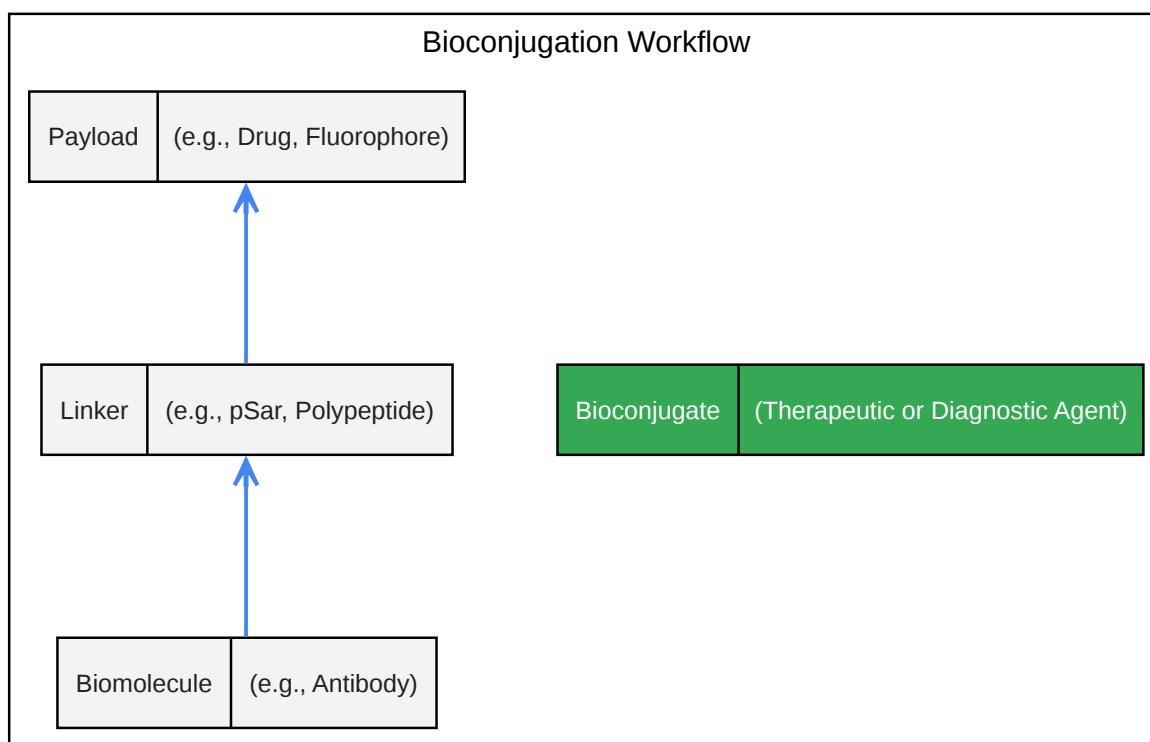 Bioconjugation Workflow
Payload (e.g., Drug, Fluorophore)
Linker (e.g., pSar, Polypeptide)
Bioconjugate (Therapeutic or Diagnostic Agent)
Biomolecule (e.g., Antibody)